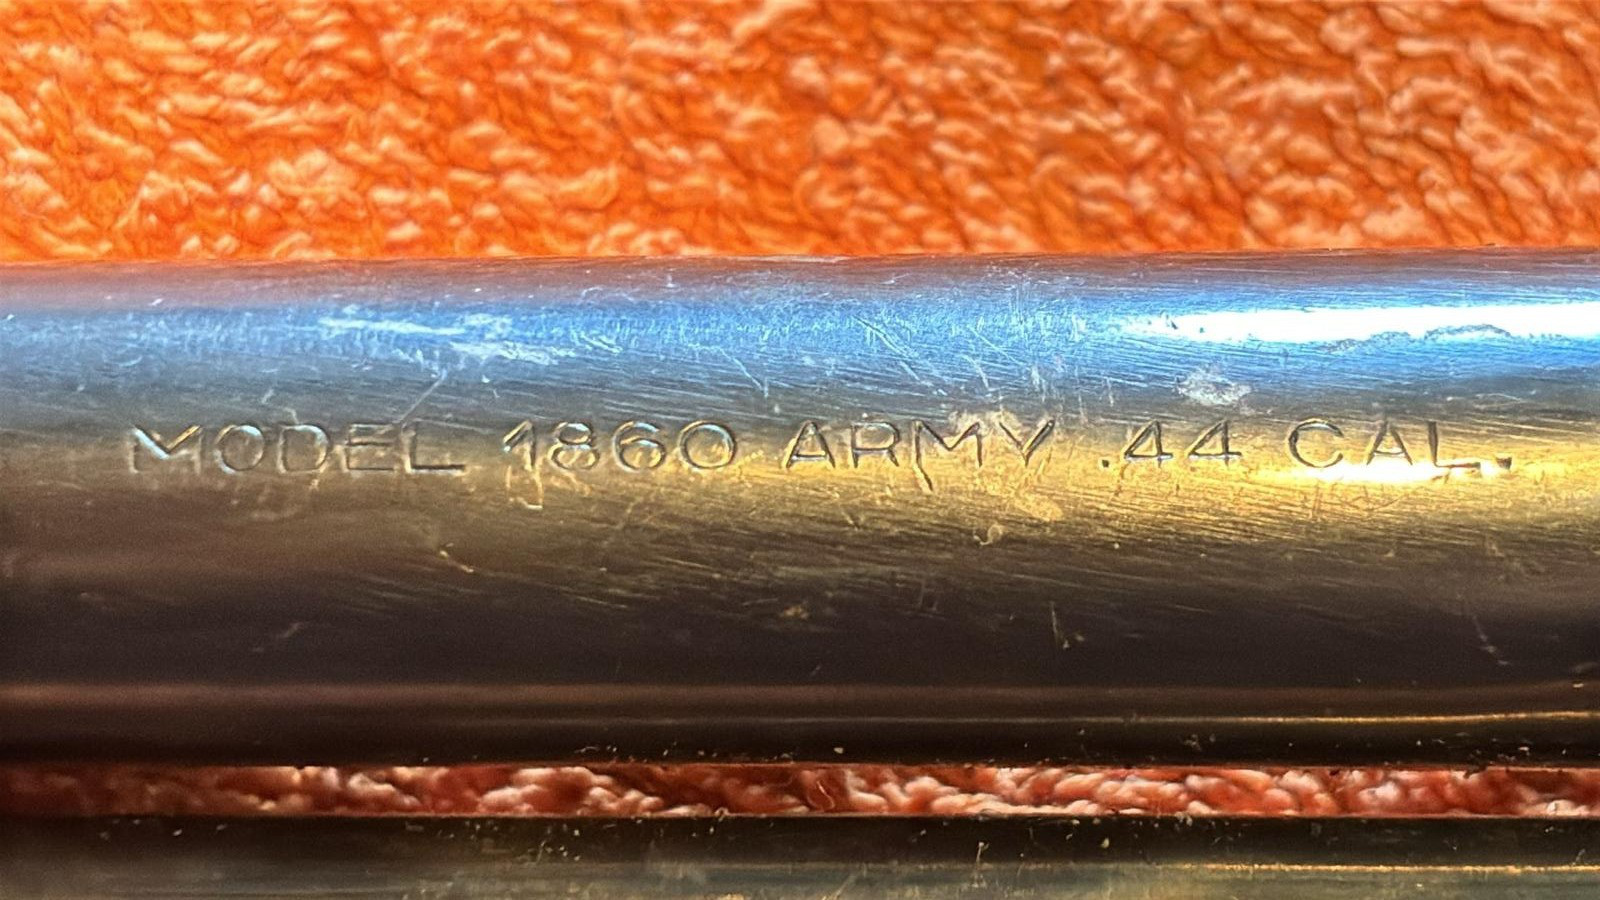 MODEL 1860 ARMY .44 CAL.